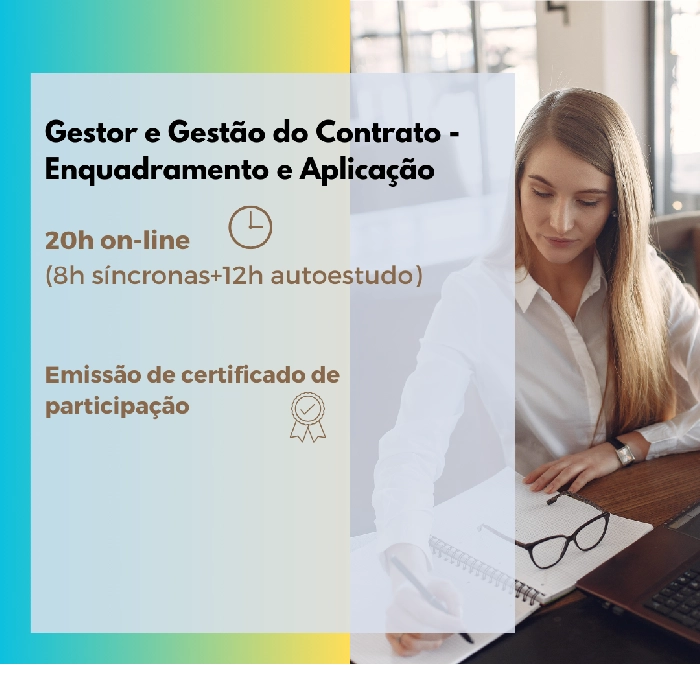 Gestor e Gestão do Contrato -
Enquadramento e Aplicação
20h on-line
(8h síncronas+12h autoestudo)
Emissão de certificado de
participação